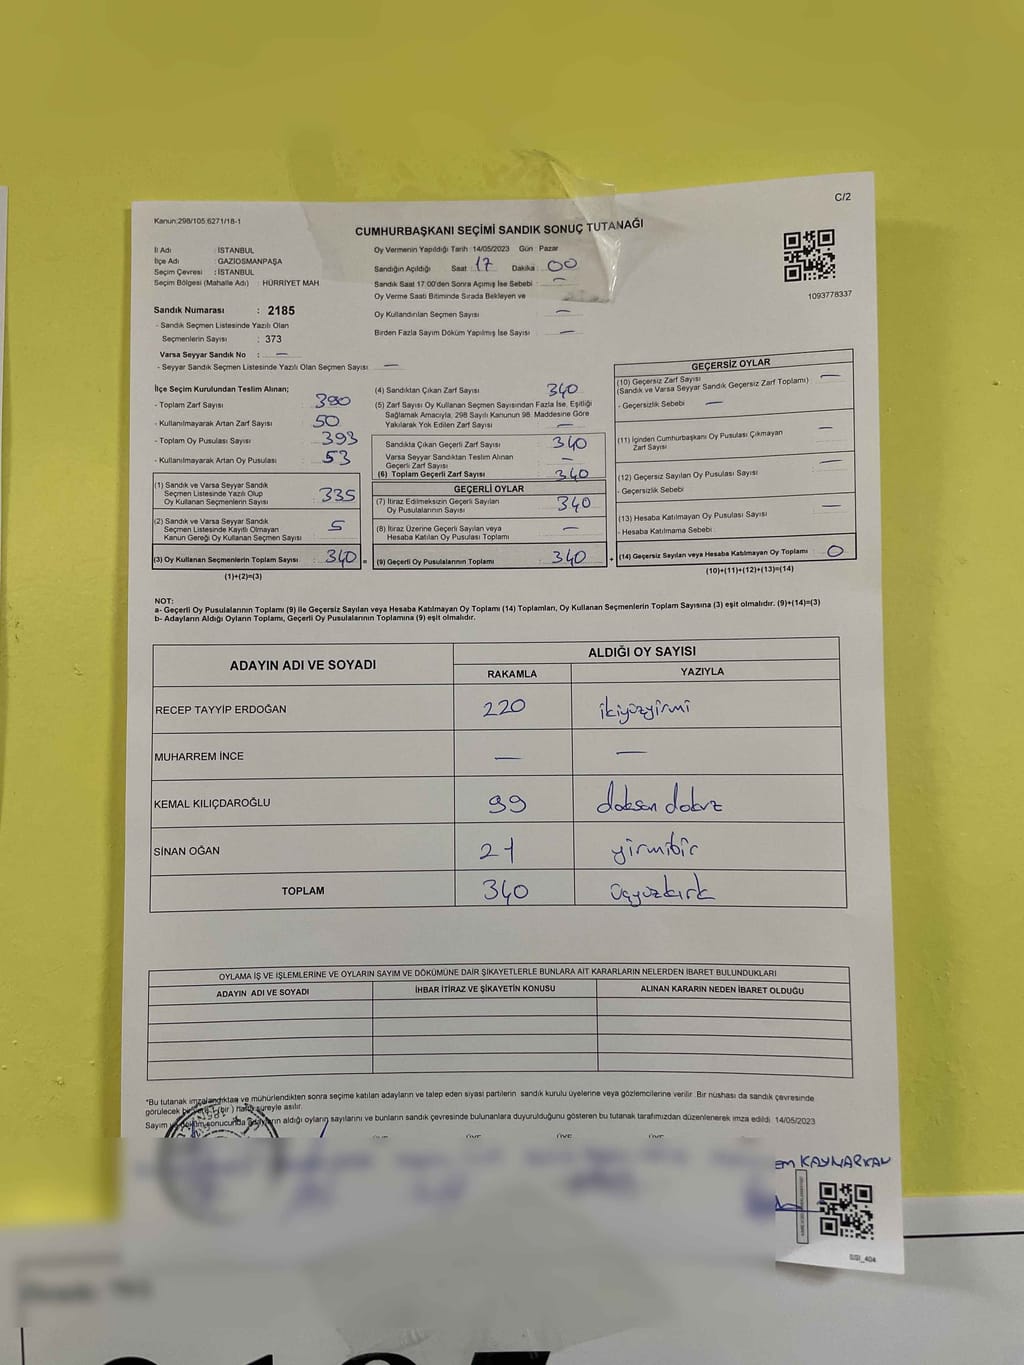 C/2
Kanun:298/105.6271/18-1
CUMHURBAŞKANI SEÇİMİ SANDIK SONUÇ TUTANAĞI
İl Adı : İSTANBUL
İlçe Adı : GAZİOSMANPAŞA
Seçim Çevresi : İSTANBUL
Seçim Bölgesi (Mahalle Adı) : HÜRRİYET MAH
Oy Vermenin Yapıldığı Tarih :14/05/2023 Gün : Pazar
Sandığın Açıldığı Saat : 17 Dakika : 00
Sandık Saat 17.00'den Sonra Açımış İse Sebebi : —
Oy Verme Saati Bitiminde Sırada Bekleyen ve
Oy Kullandırılan Seçmen Sayısı —
Birden Fazla Sayım Döküm Yapılmış İse Sayısı —
1093778337
Sandık Numarası : 2185
- Sandık Seçmen Listesinde Yazılı Olan
Seçmenlerin Sayısı : 373
Varsa Seyyar Sandık No : —
- Seyyar Sandık Seçmen Listesinde Yazılı Olan Seçmen Sayısı —
İlçe Seçim Kurulundan Teslim Alınan;
- Toplam Zarf Sayısı 390
- Kullanılmayarak Artan Zarf Sayısı 50
- Toplam Oy Pusulası Sayısı 393
- Kullanılmayarak Artan Oy Pusulası 53
(1) Sandık ve Varsa Seyyar Sandık
Seçmen Listesinde Yazılı Olup
Oy Kullanan Seçmenlerin Sayısı 335
(2) Sandık ve Varsa Seyyar Sandık
Seçmen Listesinde Kayıtlı Olmayan
Kanun Gereği Oy Kullanan Seçmen Sayısı 5
(3) Oy Kullanan Seçmenlerin Toplam Sayısı 340 =
(1)+(2)=(3)
(4) Sandıktan Çıkan Zarf Sayısı 340
(5) Zarf Sayısı Oy Kullanan Seçmen Sayısından Fazla İse, Eşitliği
Sağlamak Amacıyla, 298 Sayılı Kanunun 98. Maddesine Göre
Yakılarak Yok Edilen Zarf Sayısı —
Sandıkta Çıkan Geçerli Zarf Sayısı 340
Varsa Seyyar Sandıktan Teslim Alınan
Geçerli Zarf Sayısı —
(6) Toplam Geçerli Zarf Sayısı 340
GEÇERLİ OYLAR
(7) İtiraz Edilmeksizin Geçerli Sayılan
Oy Pusulalarının Sayısı 340
(8) İtiraz Üzerine Geçerli Sayılan veya
Hesaba Katılan Oy Pusulası Toplamı —
(9) Geçerli Oy Pusulalarının Toplamı 340 +
GEÇERSİZ OYLAR
(10) Geçersiz Zarf Sayısı —
(Sandık ve Varsa Seyyar Sandık Geçersiz Zarf Toplamı)
- Geçersizlik Sebebi —
(11) İçinden Cumhurbaşkanı Oy Pusulası Çıkmayan
Zarf Sayısı —
(12) Geçersiz Sayılan Oy Pusulası Sayısı —
- Geçersizlik Sebebi
(13) Hesaba Katılmayan Oy Pusulası Sayısı —
- Hesaba Katılmama Sebebi
(14) Geçersiz Sayılan veya Hesaba Katılmayan Oy Toplamı 0
(10)+(11)+(12)+(13)=(14)
NOT:
a- Geçerli Oy Pusulalarının Toplamı (9) ile Geçersiz Sayılan veya Hesaba Katılmayan Oy Toplamı (14) Toplamları, Oy Kullanan Seçmenlerin Toplam Sayısına (3) eşit olmalıdır. (9)+(14)=(3)
b- Adayların Aldığı Oyların Toplamı, Geçerli Oy Pusulalarının Toplamına (9) eşit olmalıdır.
ADAYIN ADI VE SOYADI ALDIĞI OY SAYISI
RAKAMLA YAZIYLA
RECEP TAYYİP ERDOĞAN 220 ikiyüzyirmi
MUHARREM İNCE — —
KEMAL KILIÇDAROĞLU 99 doksan dokuz
SİNAN OĞAN 21 yirmibir
TOPLAM 340 üçyüzkırk
OYLAMA İŞ VE İŞLEMLERİNE VE OYLARIN SAYIM VE DÖKÜMÜNE DAİR ŞİKAYETLERLE BUNLARA AİT KARARLARIN NELERDEN İBARET BULUNDUKLARI
ADAYIN ADI VE SOYADI İHBAR İTİRAZ VE ŞİKAYETİN KONUSU ALINAN KARARIN NEDEN İBARET OLDUĞU
*Bu tutanak imzalandıktan ve mühürlendikten sonra seçime katılan adayların ve talep eden siyasi partilerin sandık kurulu üyelerine veya gözlemcilerine verilir. Bir nüshası da sandık çevresinde
görülecek bir (bir) hafta süreyle asılır.
Sayım ve döküm sonucunda adayların aldığı oyların sayılarını ve bunların sandık çevresinde bulunanlara duyurulduğunu gösteren bu tutanak tarafımızdan düzenlenerek imza edildi 14/05/2023
ÜYE ÜYE ÜYE ÜYE
em KAYNARKAN